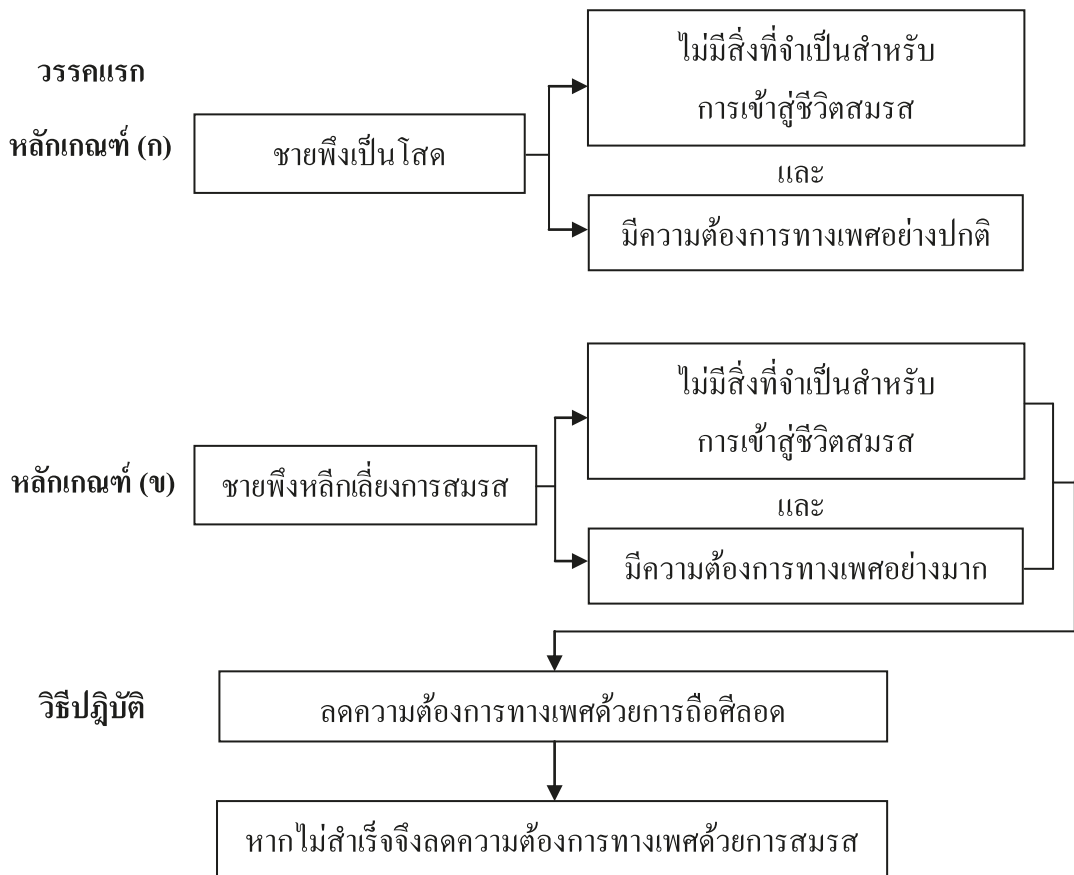 วรรคแรก
หลักเกณฑ์ (ก)
ชายพึงเป็นโสด
ไม่มีสิ่งที่จำเป็นสำหรับ
การเข้าสู่ชีวิตสมรส
และ
มีความต้องการทางเพศอย่างปกติ
หลักเกณฑ์ (ข)
ชายพึงหลีกเลี่ยงการสมรส
ไม่มีสิ่งที่จำเป็นสำหรับ
การเข้าสู่ชีวิตสมรส
และ
มีความต้องการทางเพศอย่างมาก
วิธีปฎิบัติ
ลดความต้องการทางเพศด้วยการถือศีลอด
หากไม่สำเร็จจึงลดความต้องการทางเพศด้วยการสมรส